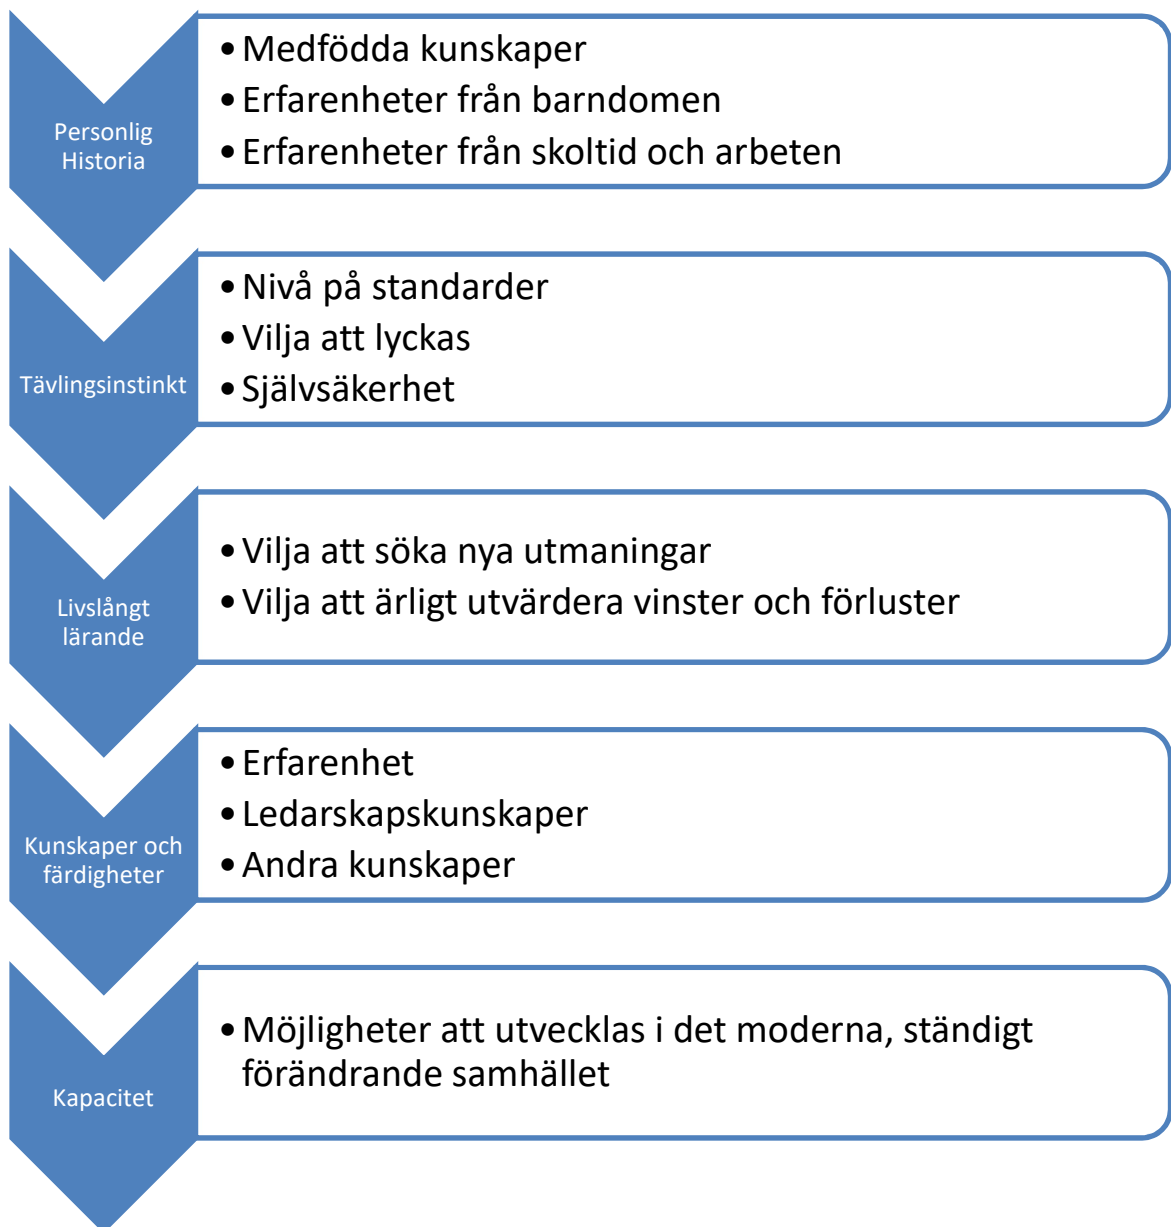 Personlig
Historia
•Medfödda kunskaper
•Erfarenheter från barndomen
•Erfarenheter från skoltid och arbeten
Tävlingsinstinkt
•Nivå på standarder
•Vilja att lyckas
•Självsäkerhet
Livslångt
lärande
•Vilja att söka nya utmaningar
•Vilja att ärligt utvärdera vinster och förluster
Kunskaper och
färdigheter
•Erfarenhet
•Ledarskapskunskaper
•Andra kunskaper
Kapacitet
•Möjligheter att utvecklas i det moderna, ständigt
förändrande samhället